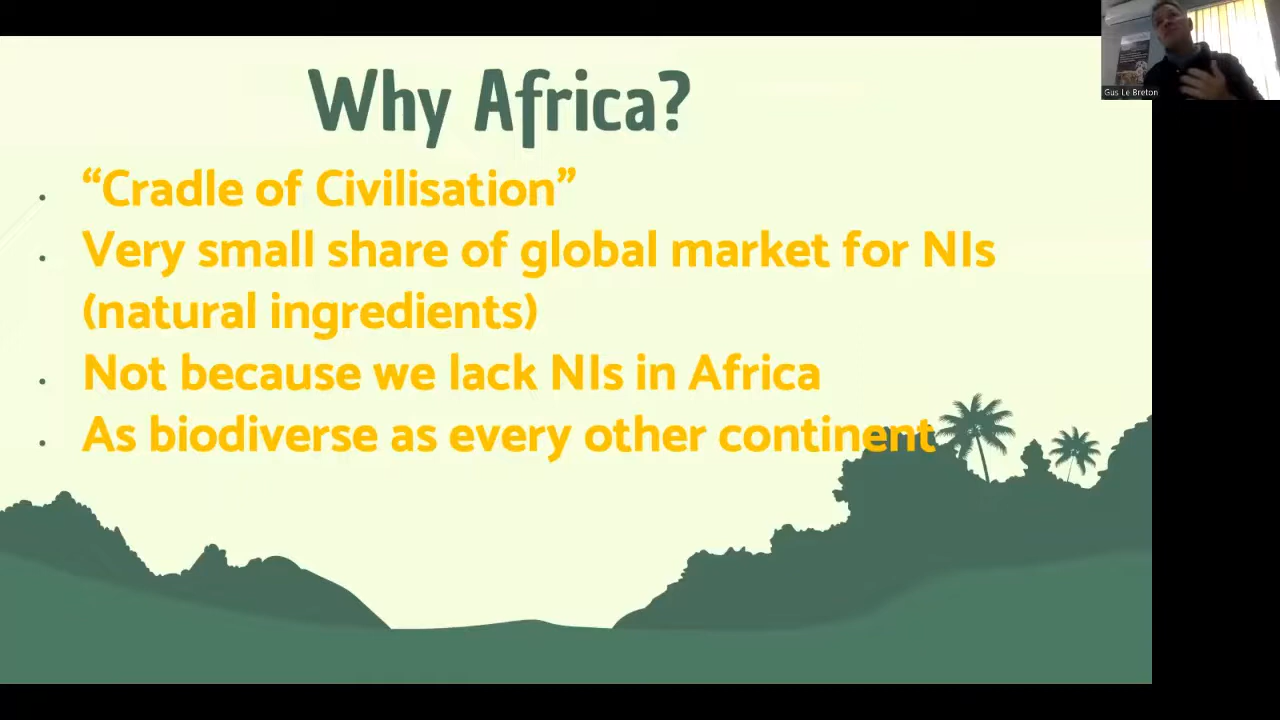 Why Africa?
Gus Le Breton
“Cradle of Civilisation”
Very small share of global market for NIs
(natural ingredients)
Not because we lack NIs in Africa
As biodiverse as every other continent